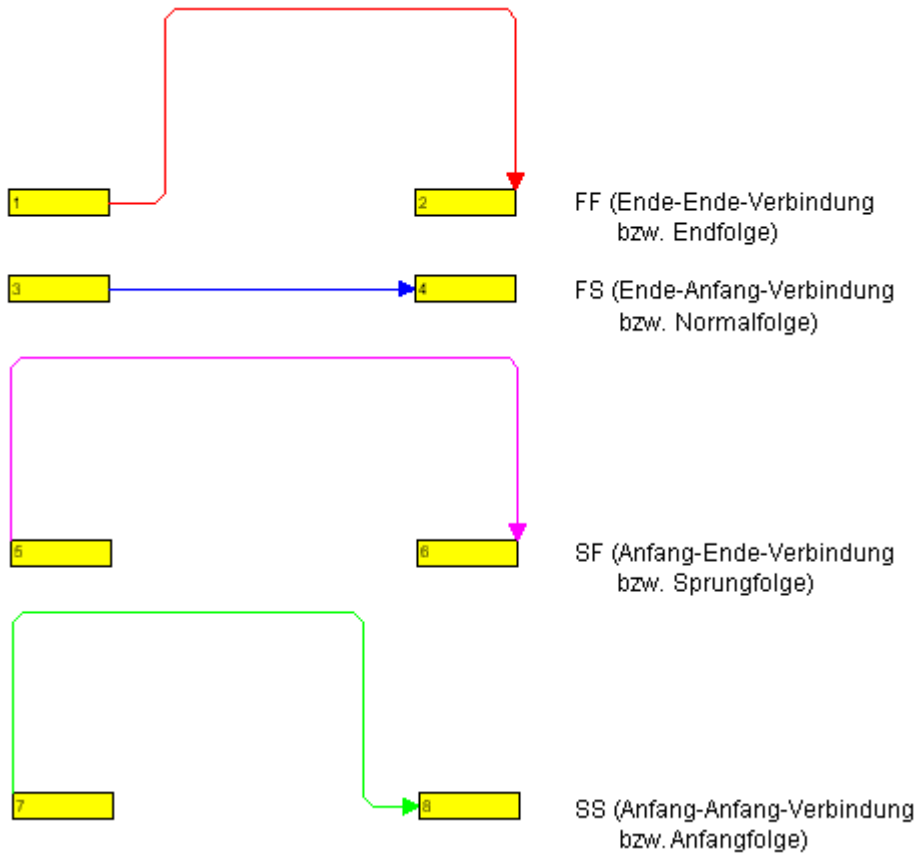 1
2
FF (Ende-Ende-Verbindung
bzw. Endfolge)
3
4
FS (Ende-Anfang-Verbindung
bzw. Normalfolge)
5
6
SF (Anfang-Ende-Verbindung
bzw. Sprungfolge)
7
8
SS (Anfang-Anfang-Verbindung
bzw. Anfangfolge)